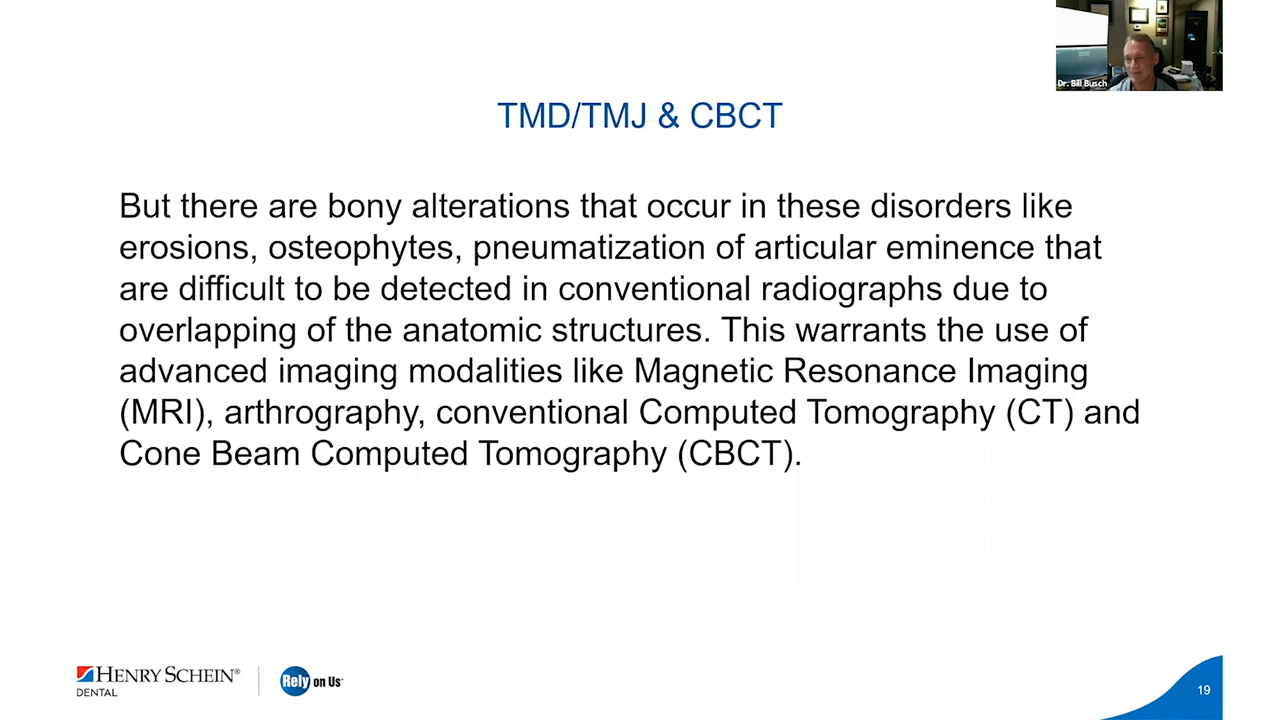 Dr. Bill Busch
TMD/TMJ & CBCT
But there are bony alterations that occur in these disorders like
erosions, osteophytes, pneumatization of articular eminence that
are difficult to be detected in conventional radiographs due to
overlapping of the anatomic structures. This warrants the use of
advanced imaging modalities like Magnetic Resonance Imaging
(MRI), arthrography, conventional Computed Tomography (CT) and
Cone Beam Computed Tomography (CBCT).
HENRY SCHEIN®
DENTAL
Rely on Us™
19